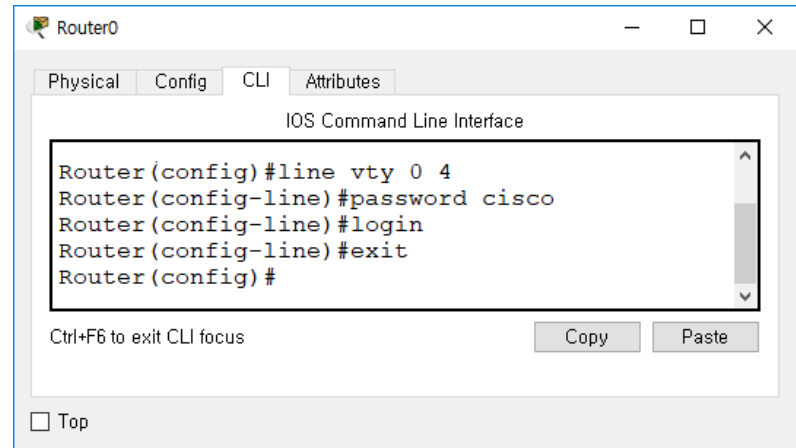 Router0
Physical Config CLI Attributes
IOS Command Line Interface
Router(config)#line vty 0 4
Router(config-line)#password cisco
Router(config-line)#login
Router(config-line)#exit
Router(config)#
Ctrl+F6 to exit CLI focus
Copy Paste
Top